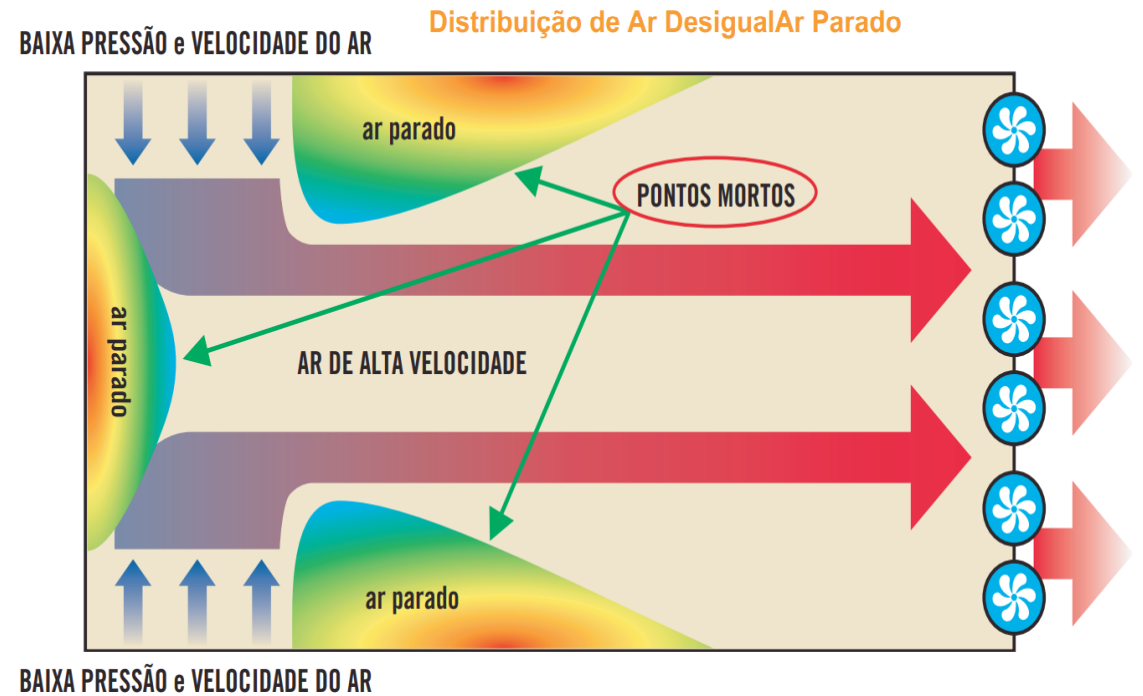 Distribuição de Ar DesigualAr Parado
BAIXA PRESSÃO e VELOCIDADE DO AR
ar parado
PONTOS MORTOS
ar parado
AR DE ALTA VELOCIDADE
ar parado
BAIXA PRESSÃO e VELOCIDADE DO AR